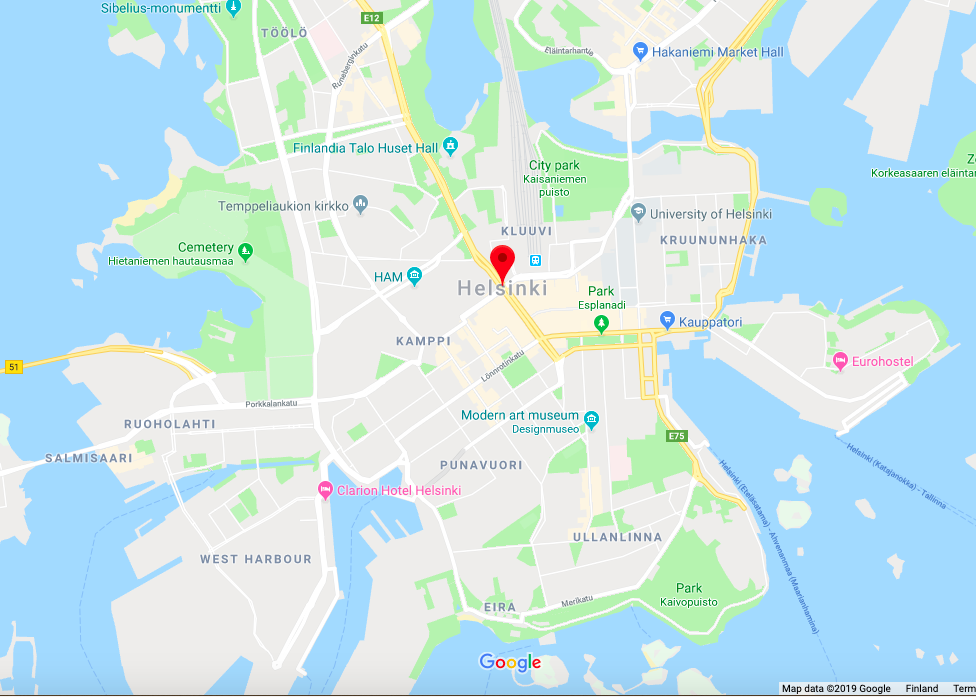 Sibelius-monumentti
E12
TÖÖLÖ
Runeberginkatu
Eläintarhantie
Hakaniemi Market Hall
Finlandia Talo Huset Hall
City park
Kaisaniemen
puisto
Korkeasaaren eläintar
Temppeliaukion kirkko
University of Helsinki
KLUUVI
KRUUNUNHAKA
Cemetery
Hietaniemen hautausmaa
HAM
Helsinki
Park
Esplanadi
Kauppatori
KAMPPI
Lönnrotinkatu
Eurohostel
51
Porkkalankatu
RUOHOLAHTI
Modern art museum
Designmuseo
E75
SALMISAARI
PUNAVUORI
Helsinki (Katajanokka) - Tallinna
Clarion Hotel Helsinki
Helsinki (Eteläsatama) - Ahvenanmaa (Maarianhamina)
ULLANLINNA
WEST HARBOUR
Park
Kaivopuisto
EIRA
Merikatu
Google
Map data ©2019 Google Finland Term